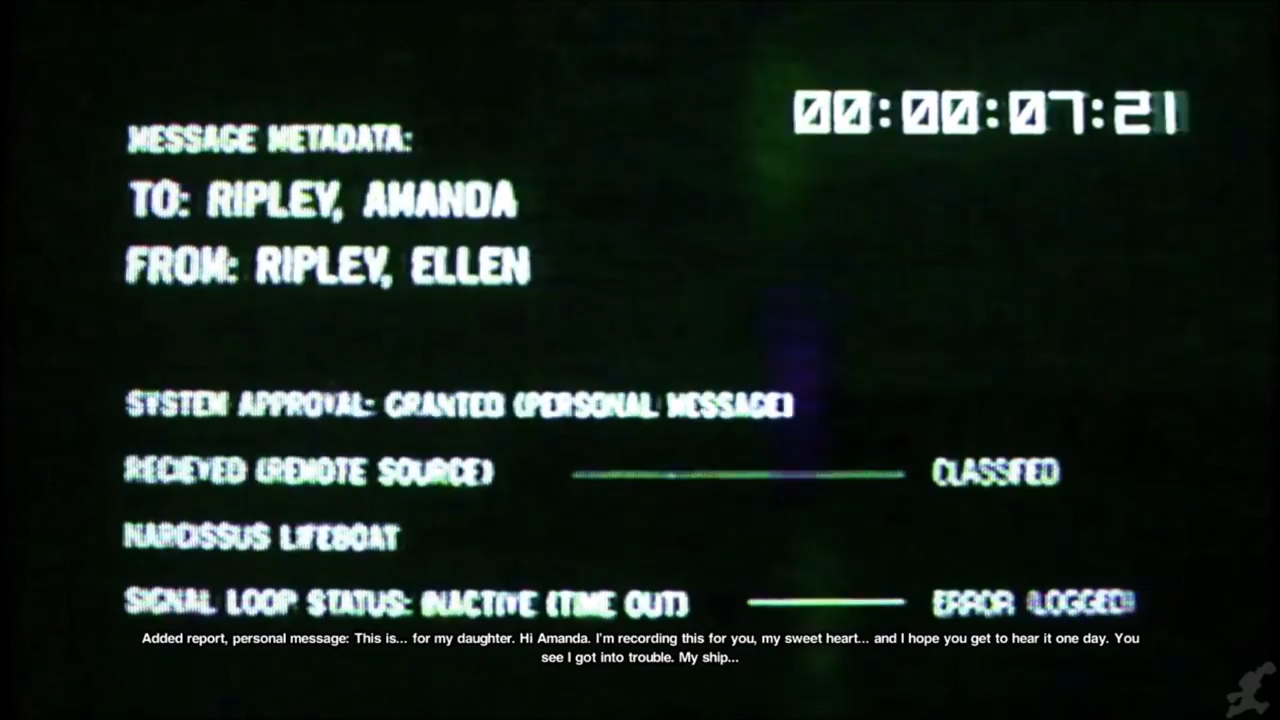 00:00:07:21
MESSAGE METADATA:
TO: RIPLEY, AMANDA
FROM: RIPLEY, ELLEN
SYSTEM APPROVAL: GRANTED (PERSONAL MESSAGE)
RECIEVED (REMOTE SOURCE) CLASSIFED
NARCISSUS LIFEBOAT
SIGNAL LOOP STATUS: INACTIVE (TIME OUT) ERROR (LOGGED)
Added report, personal message: This is... for my daughter. Hi Amanda. I'm recording this for you, my sweet heart... and I hope you get to hear it one day. You
see I got into trouble. My ship...